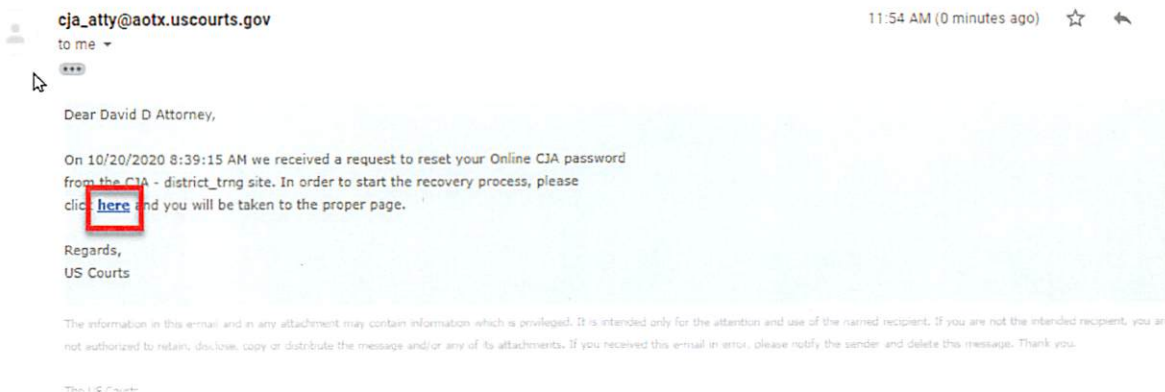 cja_atty@aotx.uscourts.gov
11:54 AM (0 minutes ago)
to me
Dear David D Attorney,
On 10/20/2020 8:39:15 AM we received a request to reset your Online CJA password
from the CJA - district_trng site. In order to start the recovery process, please
click here and you will be taken to the proper page.
Regards,
US Courts
The information in this e-mail and in any attachment may contain information which is privileged. It is intended only for the attention and use of the named recipient. If you are not the intended recipient, you ar
not authorized to retain, disclose, copy or distribute the message and/or any of its attachments. If you received this e-mail in error, please notify the sender and delete this message. Thank you.
The US Courts